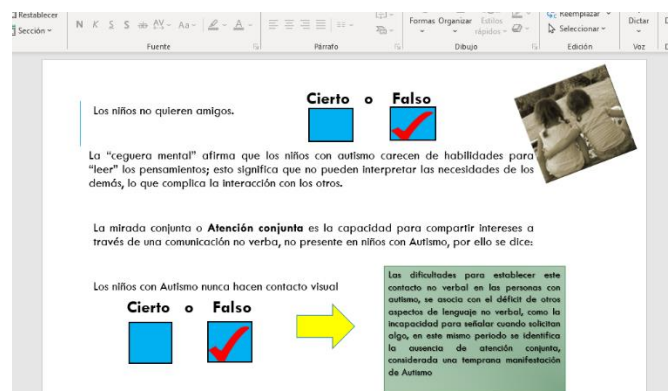 Restablecer
Sección
N K S S ab AV Aa A
Fuente
Párrafo
Formas Organizar Estilos
rápidos
Dibujo
Reemplazar
Seleccionar
Edición
Dictar
Voz
Los niños no quieren amigos.
Cierto o Falso
La “ceguera mental” afirma que los niños con autismo carecen de habilidades para
“leer” los pensamientos; esto significa que no pueden interpretar las necesidades de los
demás, lo que complica la interacción con los otros.
La mirada conjunta o Atención conjunta es la capacidad para compartir intereses a
través de una comunicación no verba, no presente en niños con Autismo, por ello se dice:
Los niños con Autismo nunca hacen contacto visual
Cierto o Falso
Las dificultades para establecer este
contacto no verbal en las personas con
autismo, se asocia con el déficit de otros
aspectos de lenguaje no verbal, como la
incapacidad para señalar cuando solicitan
algo, en este mismo periodo se identifica
la ausencia de atención conjunta,
considerada una temprana manifestación
de Autismo